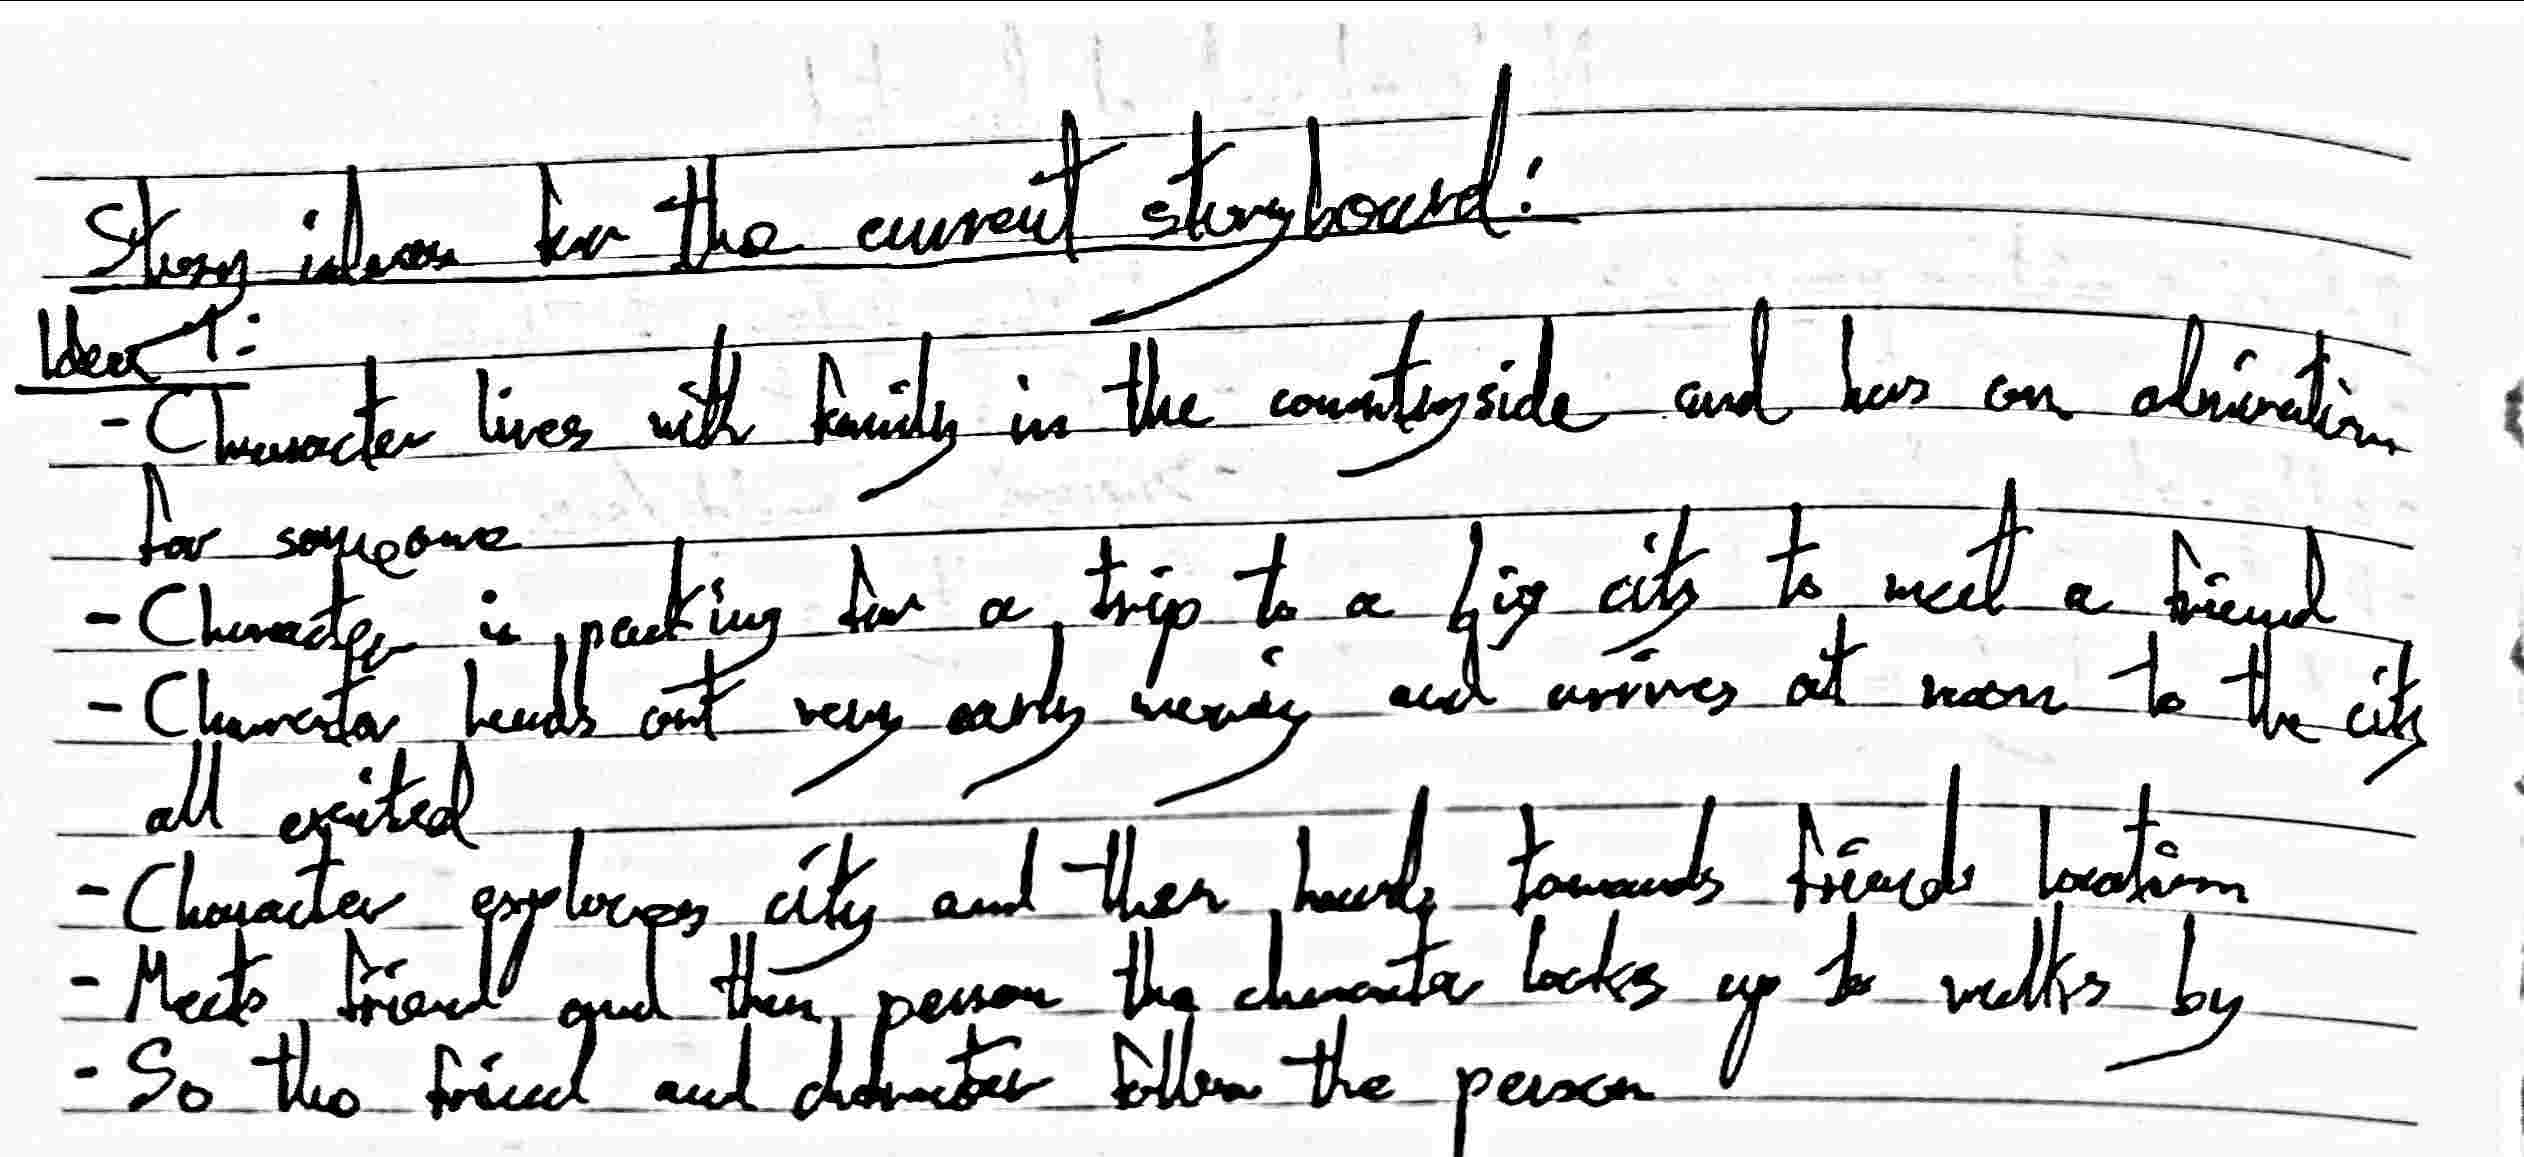 Story ideas for the current storyboard:
Idea 1:
- Character lives with family in the countryside and has an admiration
for someone
- Character is packing for a trip to a big city to meet a friend
- Character heads out very early morning and arrives at noon to the city
all excited
- Character explores city and then heads towards friends location
- Meets friend and then person the character looks up to walks by
- So the friend and character follow the person